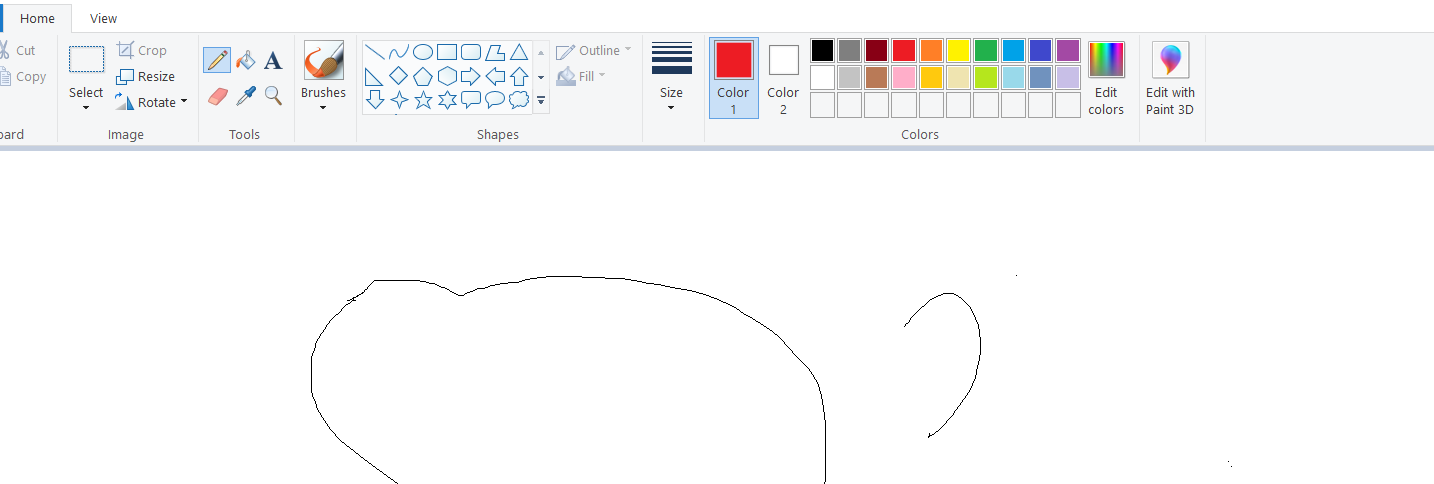 Home View
Cut
Copy
Select
Crop
Resize
Rotate
Image
A
Tools
Brushes
Outline
Fill
Shapes
Size
Color 1
Color 2
Edit colors
Colors
Edit with Paint 3D